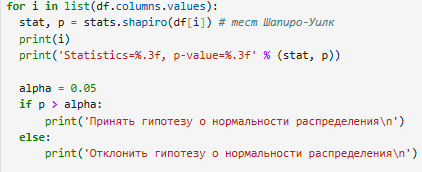 for i in list(df.columns.values):
  stat, p = stats.shapiro(df[i]) # тест Шапиро-Уилк
  print(i)
  print('Statistics=%.3f, p-value=%.3f' % (stat, p))

  alpha = 0.05
  if p > alpha:
      print('Принять гипотезу о нормальности распределения\n')
  else:
      print('Отклонить гипотезу о нормальности распределения\n')